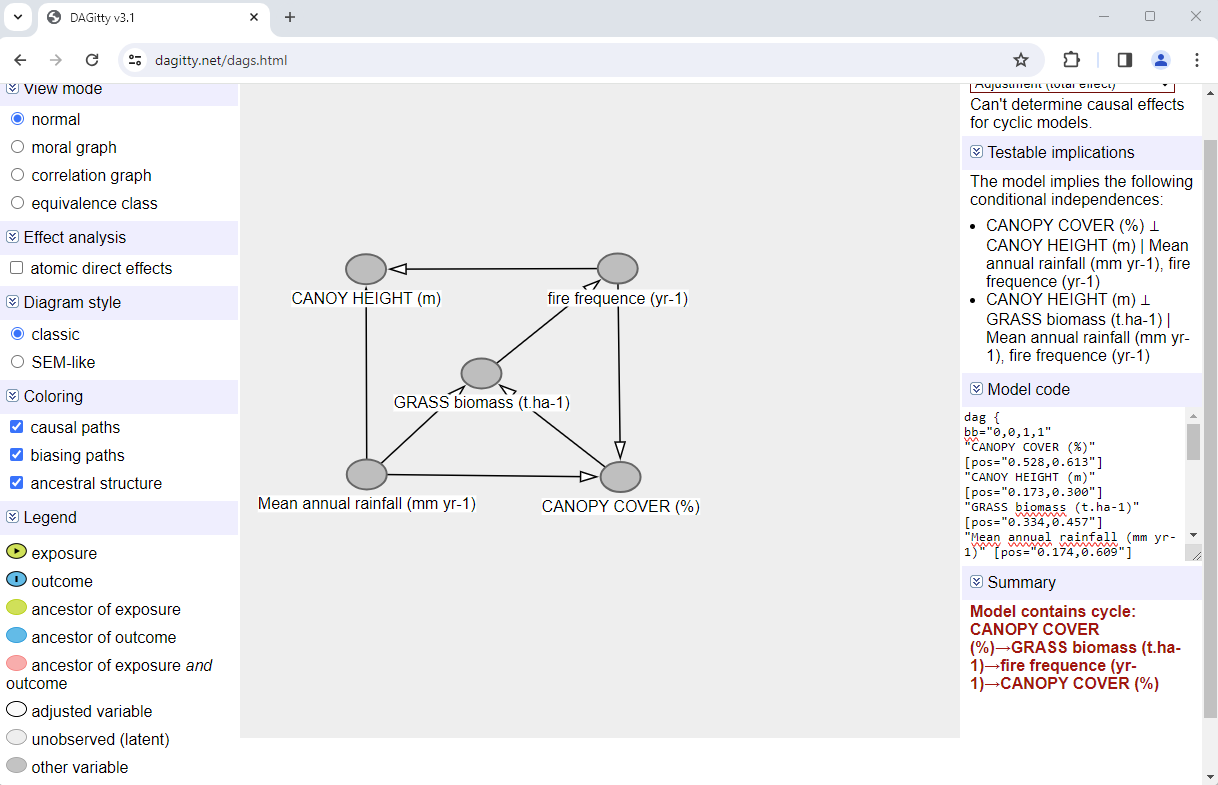 DAGitty v3.1
dagitty.net/dags.html
View mode
normal
moral graph
correlation graph
equivalence class
Effect analysis
atomic direct effects
Diagram style
classic
SEM-like
Coloring
causal paths
biasing paths
ancestral structure
Legend
exposure
outcome
ancestor of exposure
ancestor of outcome
ancestor of exposure and
outcome
adjusted variable
unobserved (latent)
other variable
CANOY HEIGHT (m)
fire frequence (yr-1)
GRASS biomass (t.ha-1)
Mean annual rainfall (mm yr-1)
CANOPY COVER (%)
Adjustment (total effect)
Can't determine causal effects
for cyclic models.
Testable implications
The model implies the following
conditional independences:
• CANOPY COVER (%) ⊥
CANOY HEIGHT (m) | Mean
annual rainfall (mm yr-1), fire
frequence (yr-1)
• CANOY HEIGHT (m) ⊥
GRASS biomass (t.ha-1) |
Mean annual rainfall (mm yr-
1), fire frequence (yr-1)
Model code
dag {
bb="0,0,1,1"
"CANOPY COVER (%)"
[pos="0.528,0.613"]
"CANOY HEIGHT (m)"
[pos="0.173,0.300"]
"GRASS biomass (t.ha-1)"
[pos="0.334,0.457"]
"Mean annual rainfall (mm yr-
1)" [pos="0.174,0.609"]
Summary
Model contains cycle:
CANOPY COVER
(%)→GRASS biomass (t.ha-
1)→fire frequence (yr-
1)→CANOPY COVER (%)